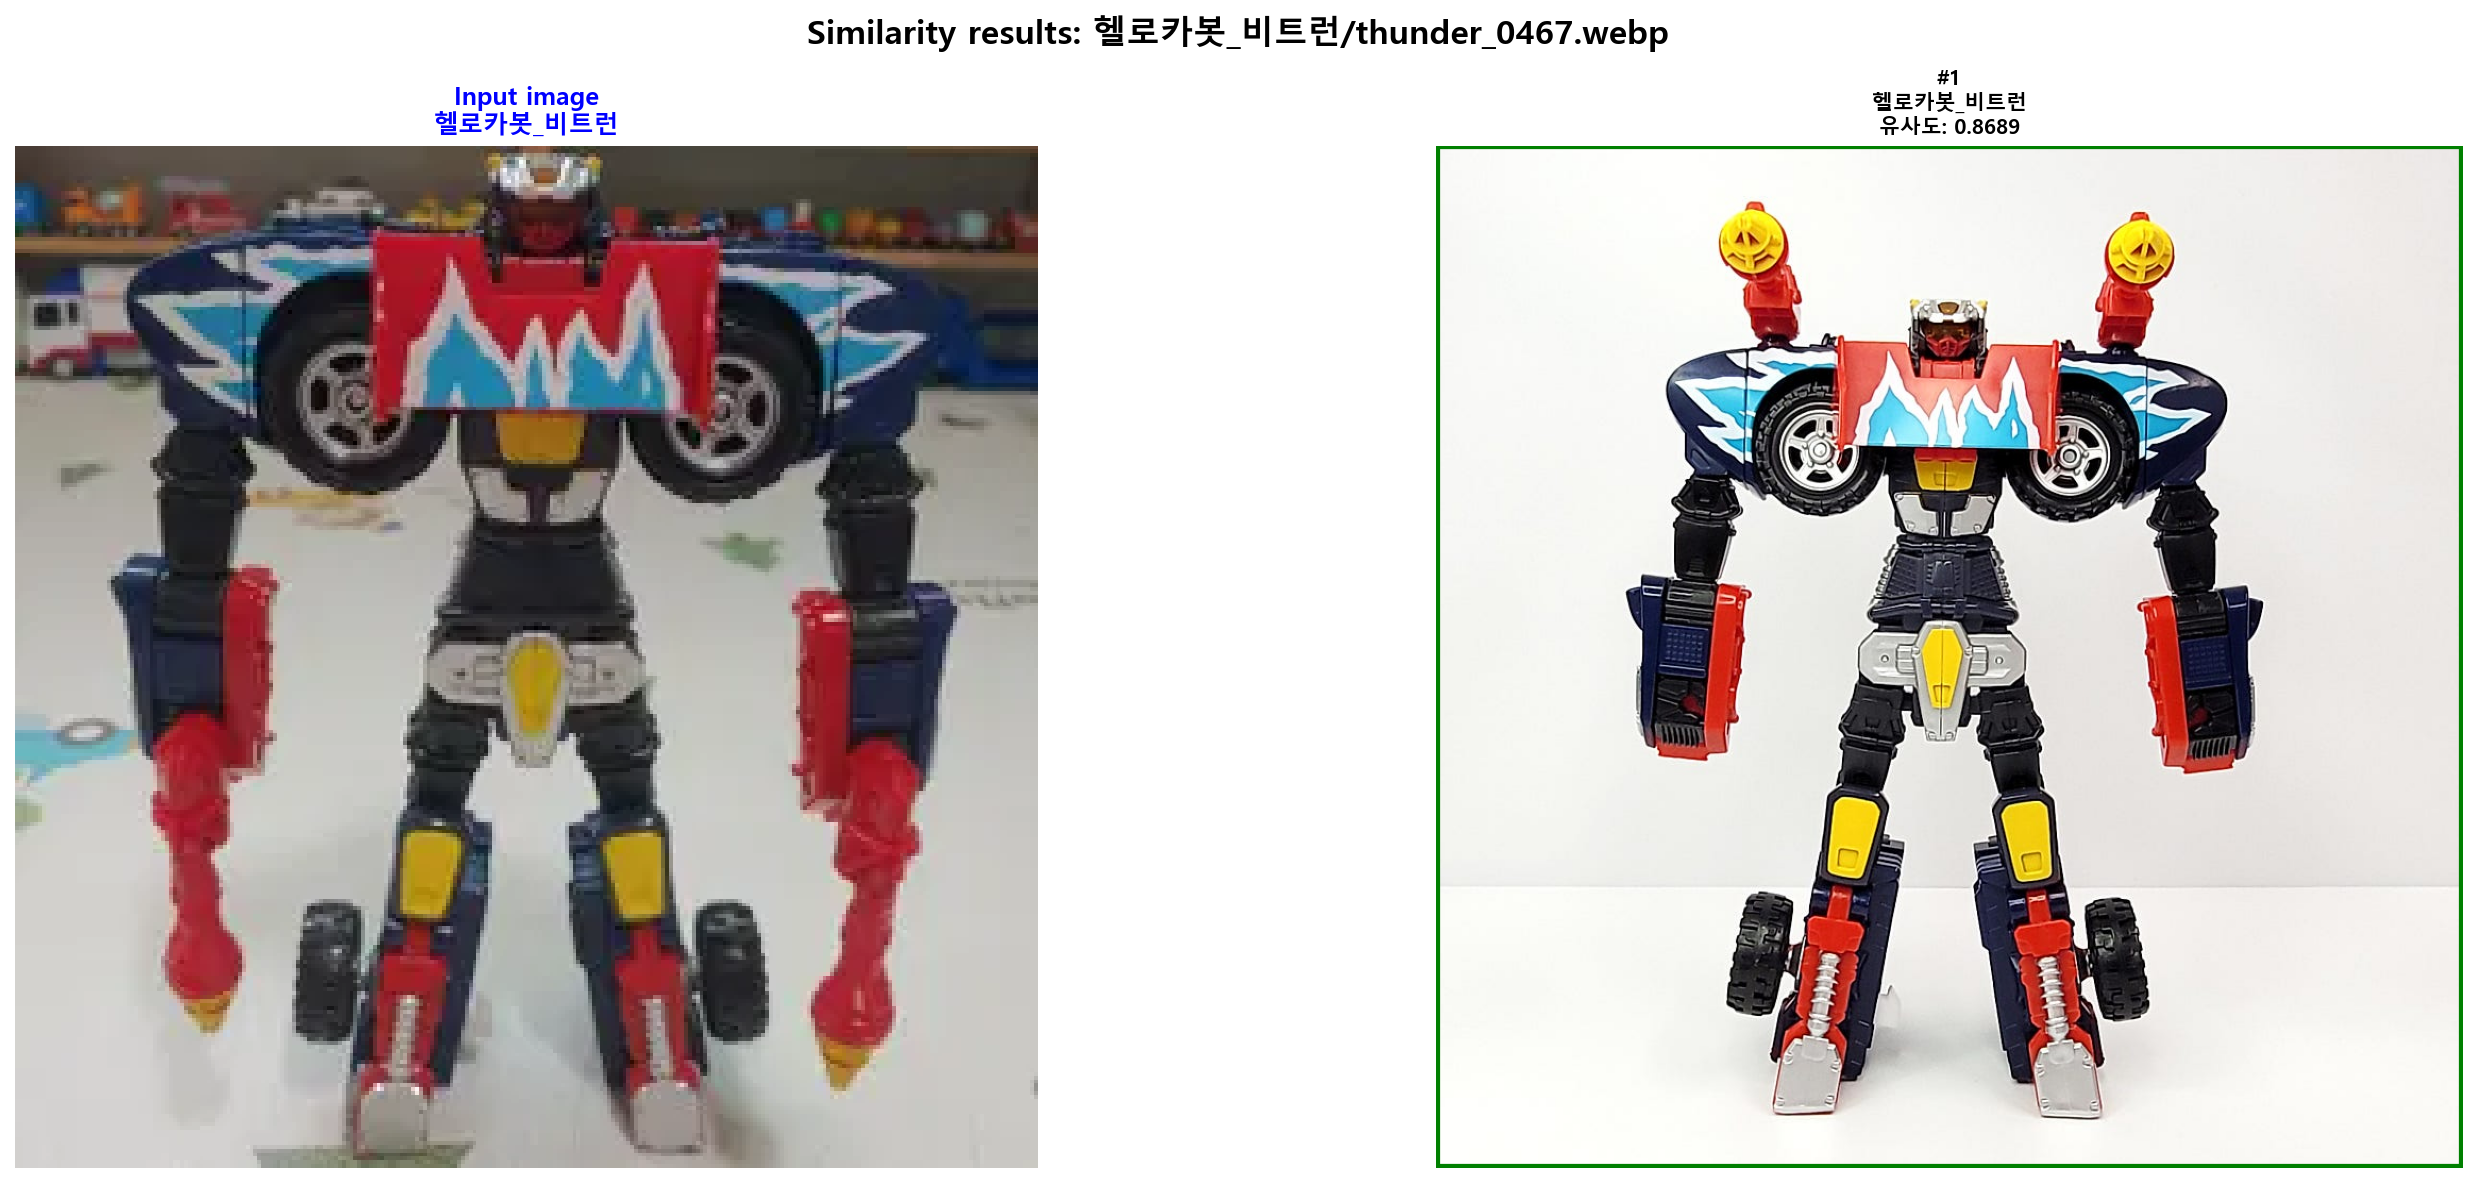 Similarity results: 헬로카봇_비트런/thunder_0467.webp
Input image
헬로카봇_비트런
#1
헬로카봇_비트런
유사도: 0.8689